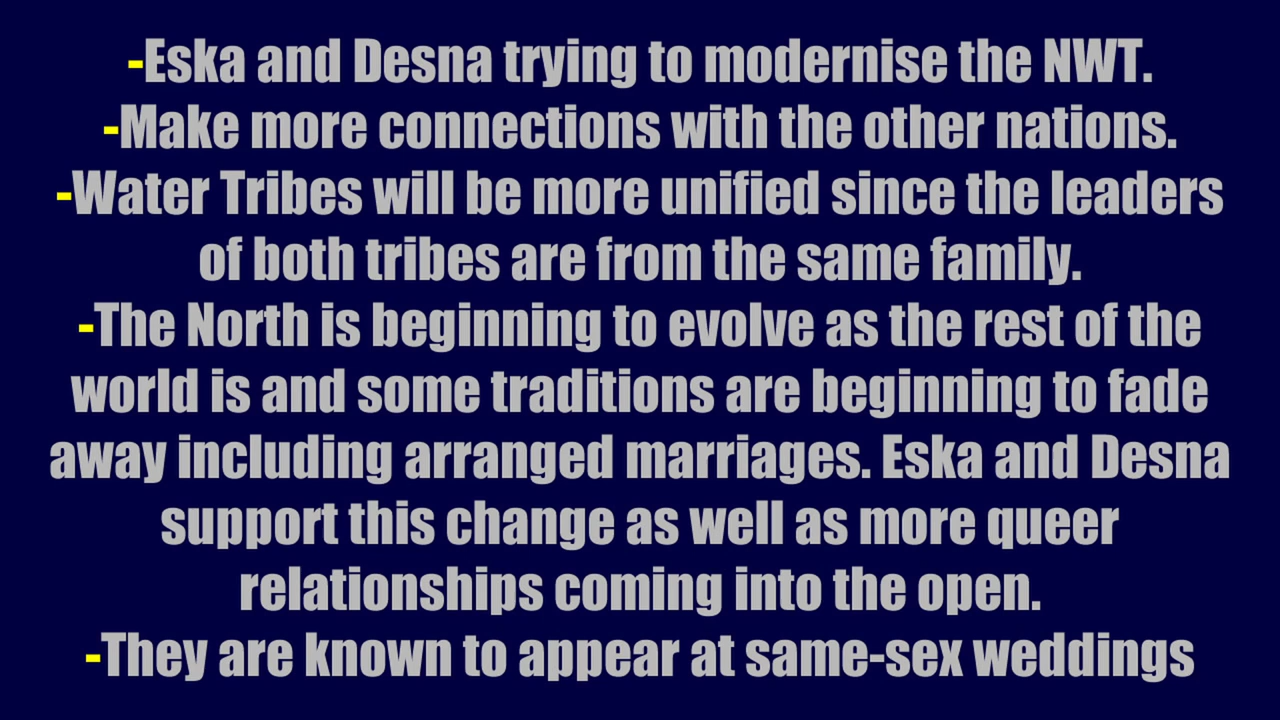 -Eska and Desna trying to modernise the NWT.
-Make more connections with the other nations.
-Water Tribes will be more unified since the leaders
of both tribes are from the same family.
-The North is beginning to evolve as the rest of the
world is and some traditions are beginning to fade
away including arranged marriages. Eska and Desna
support this change as well as more queer
relationships coming into the open.
-They are known to appear at same-sex weddings